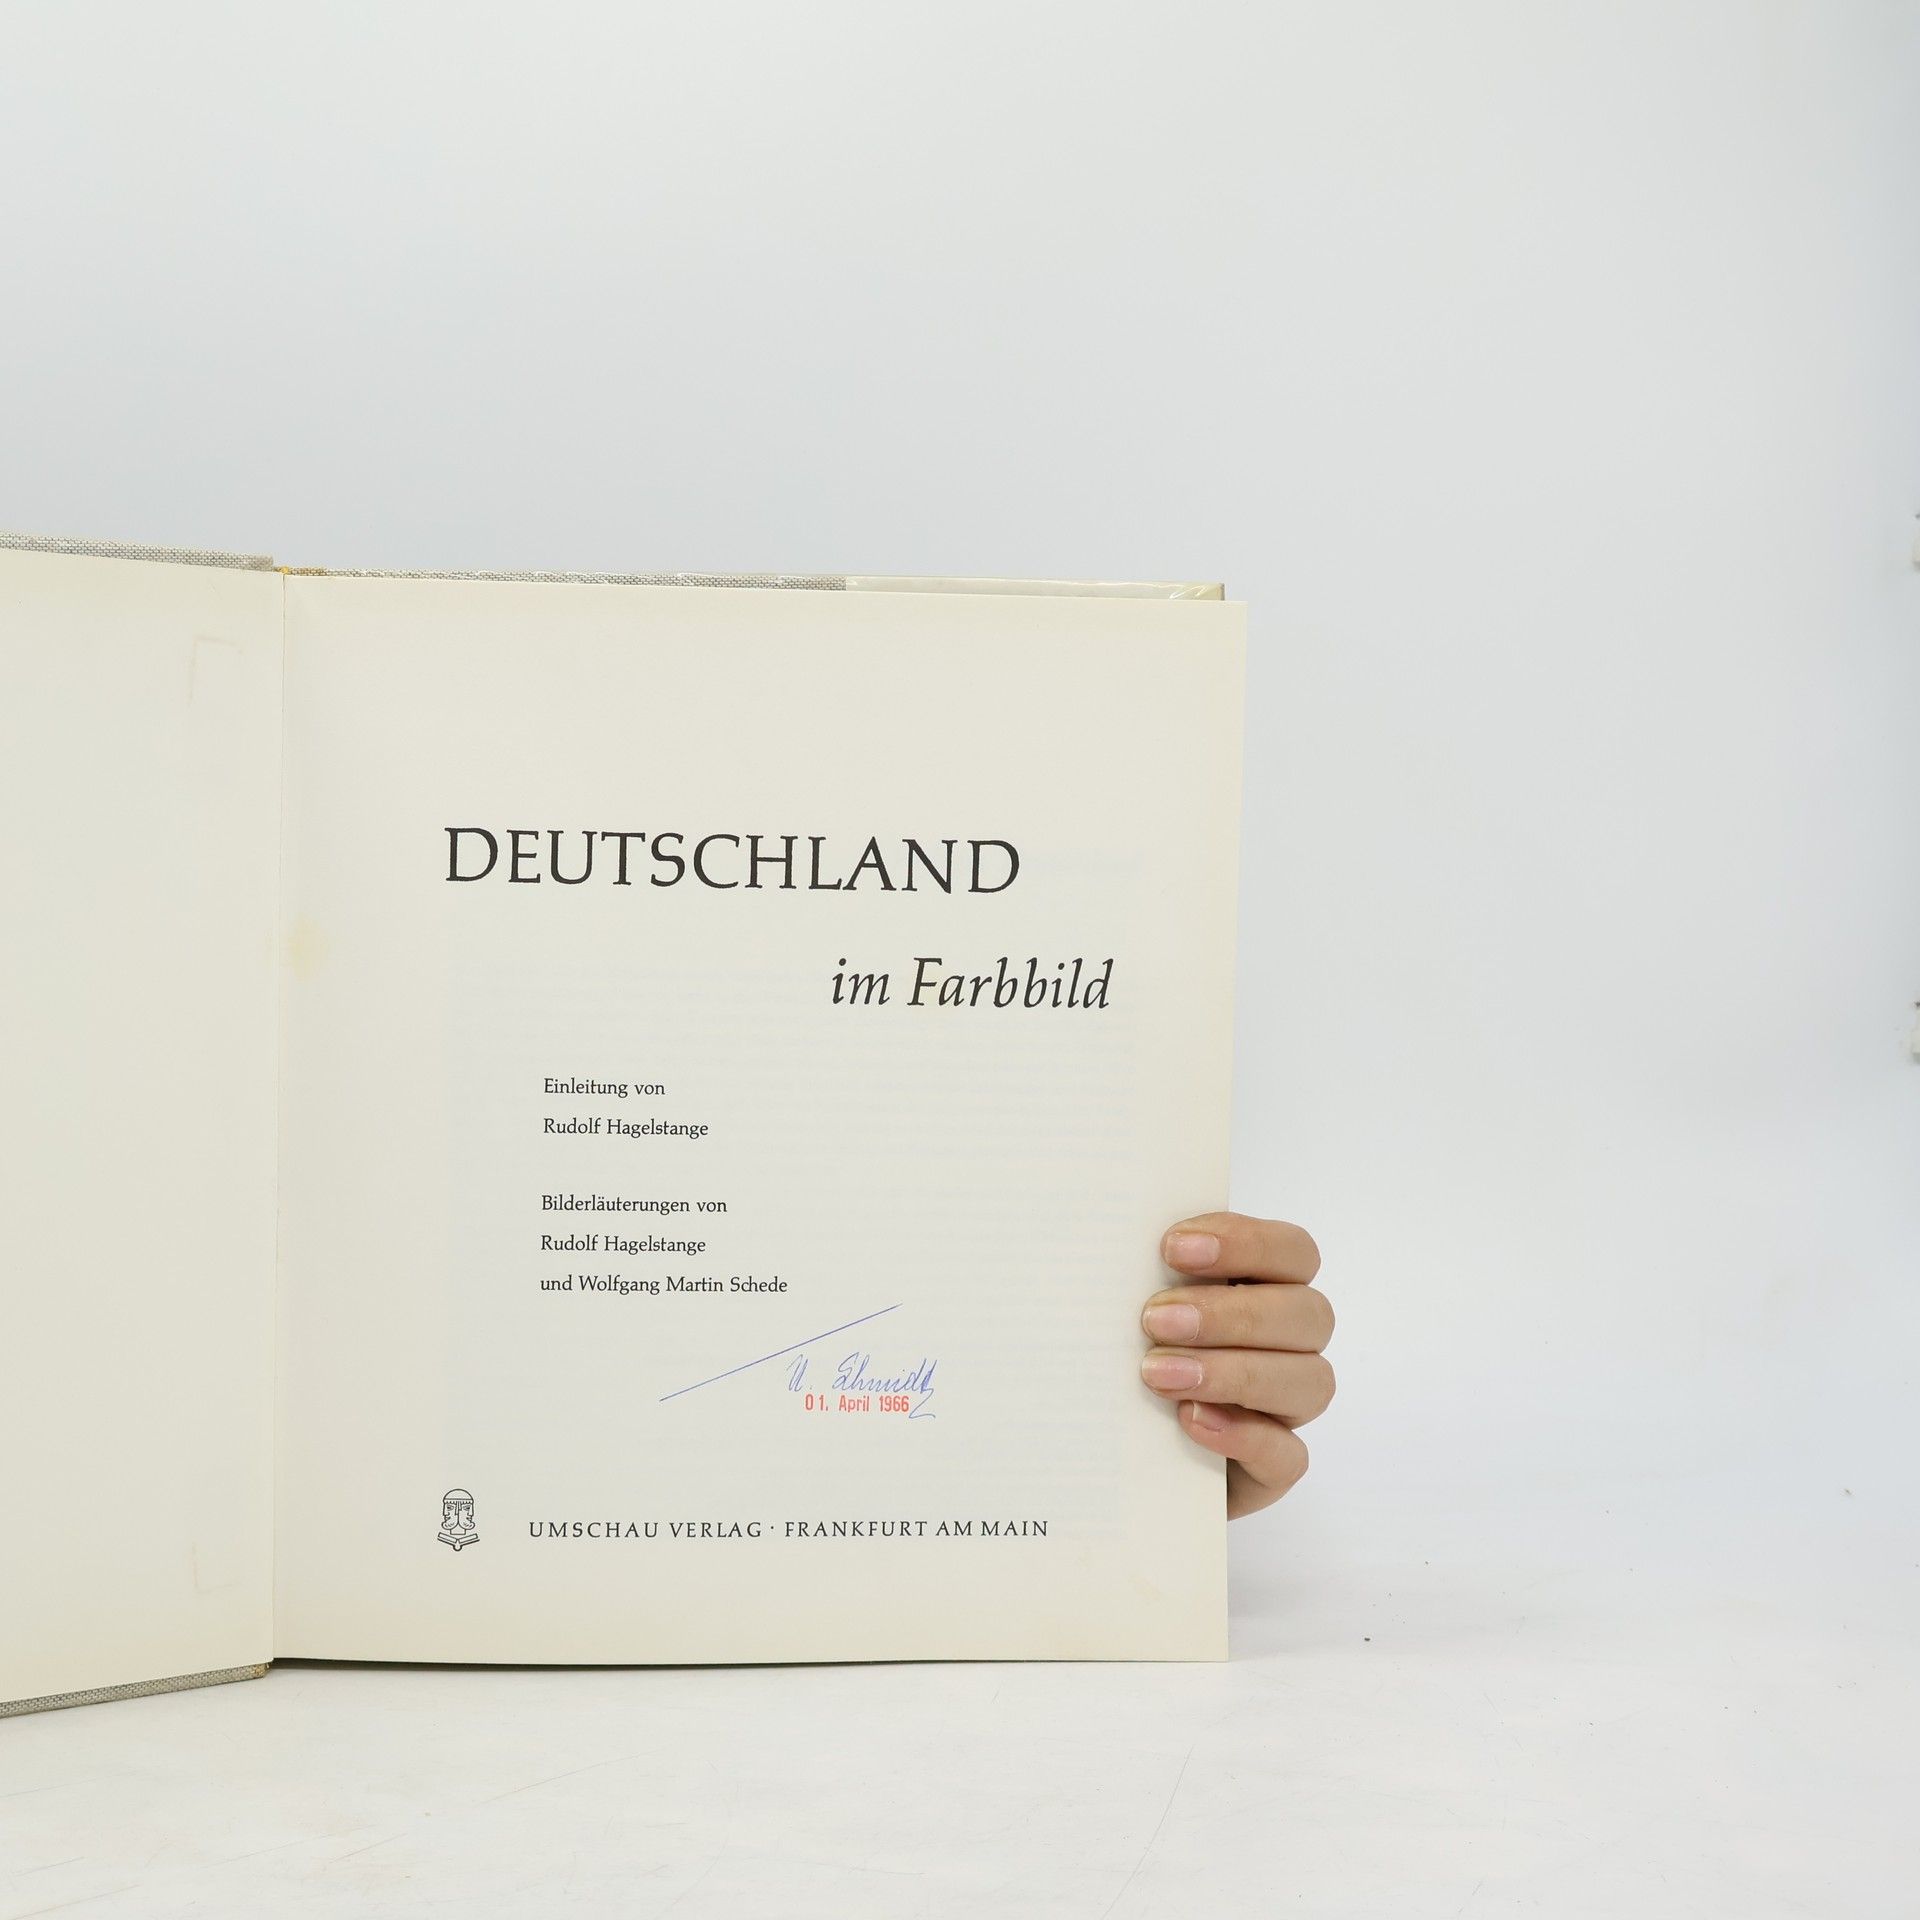 DEUTSCHLAND
im Farbbild
Einleitung von
Rudolf Hagelstange
Bilderläuterungen von
Rudolf Hagelstange
und Wolfgang Martin Schede
U. Schmidt
01. April 1966
UMSCHAU VERLAG · FRANKFURT AM MAIN